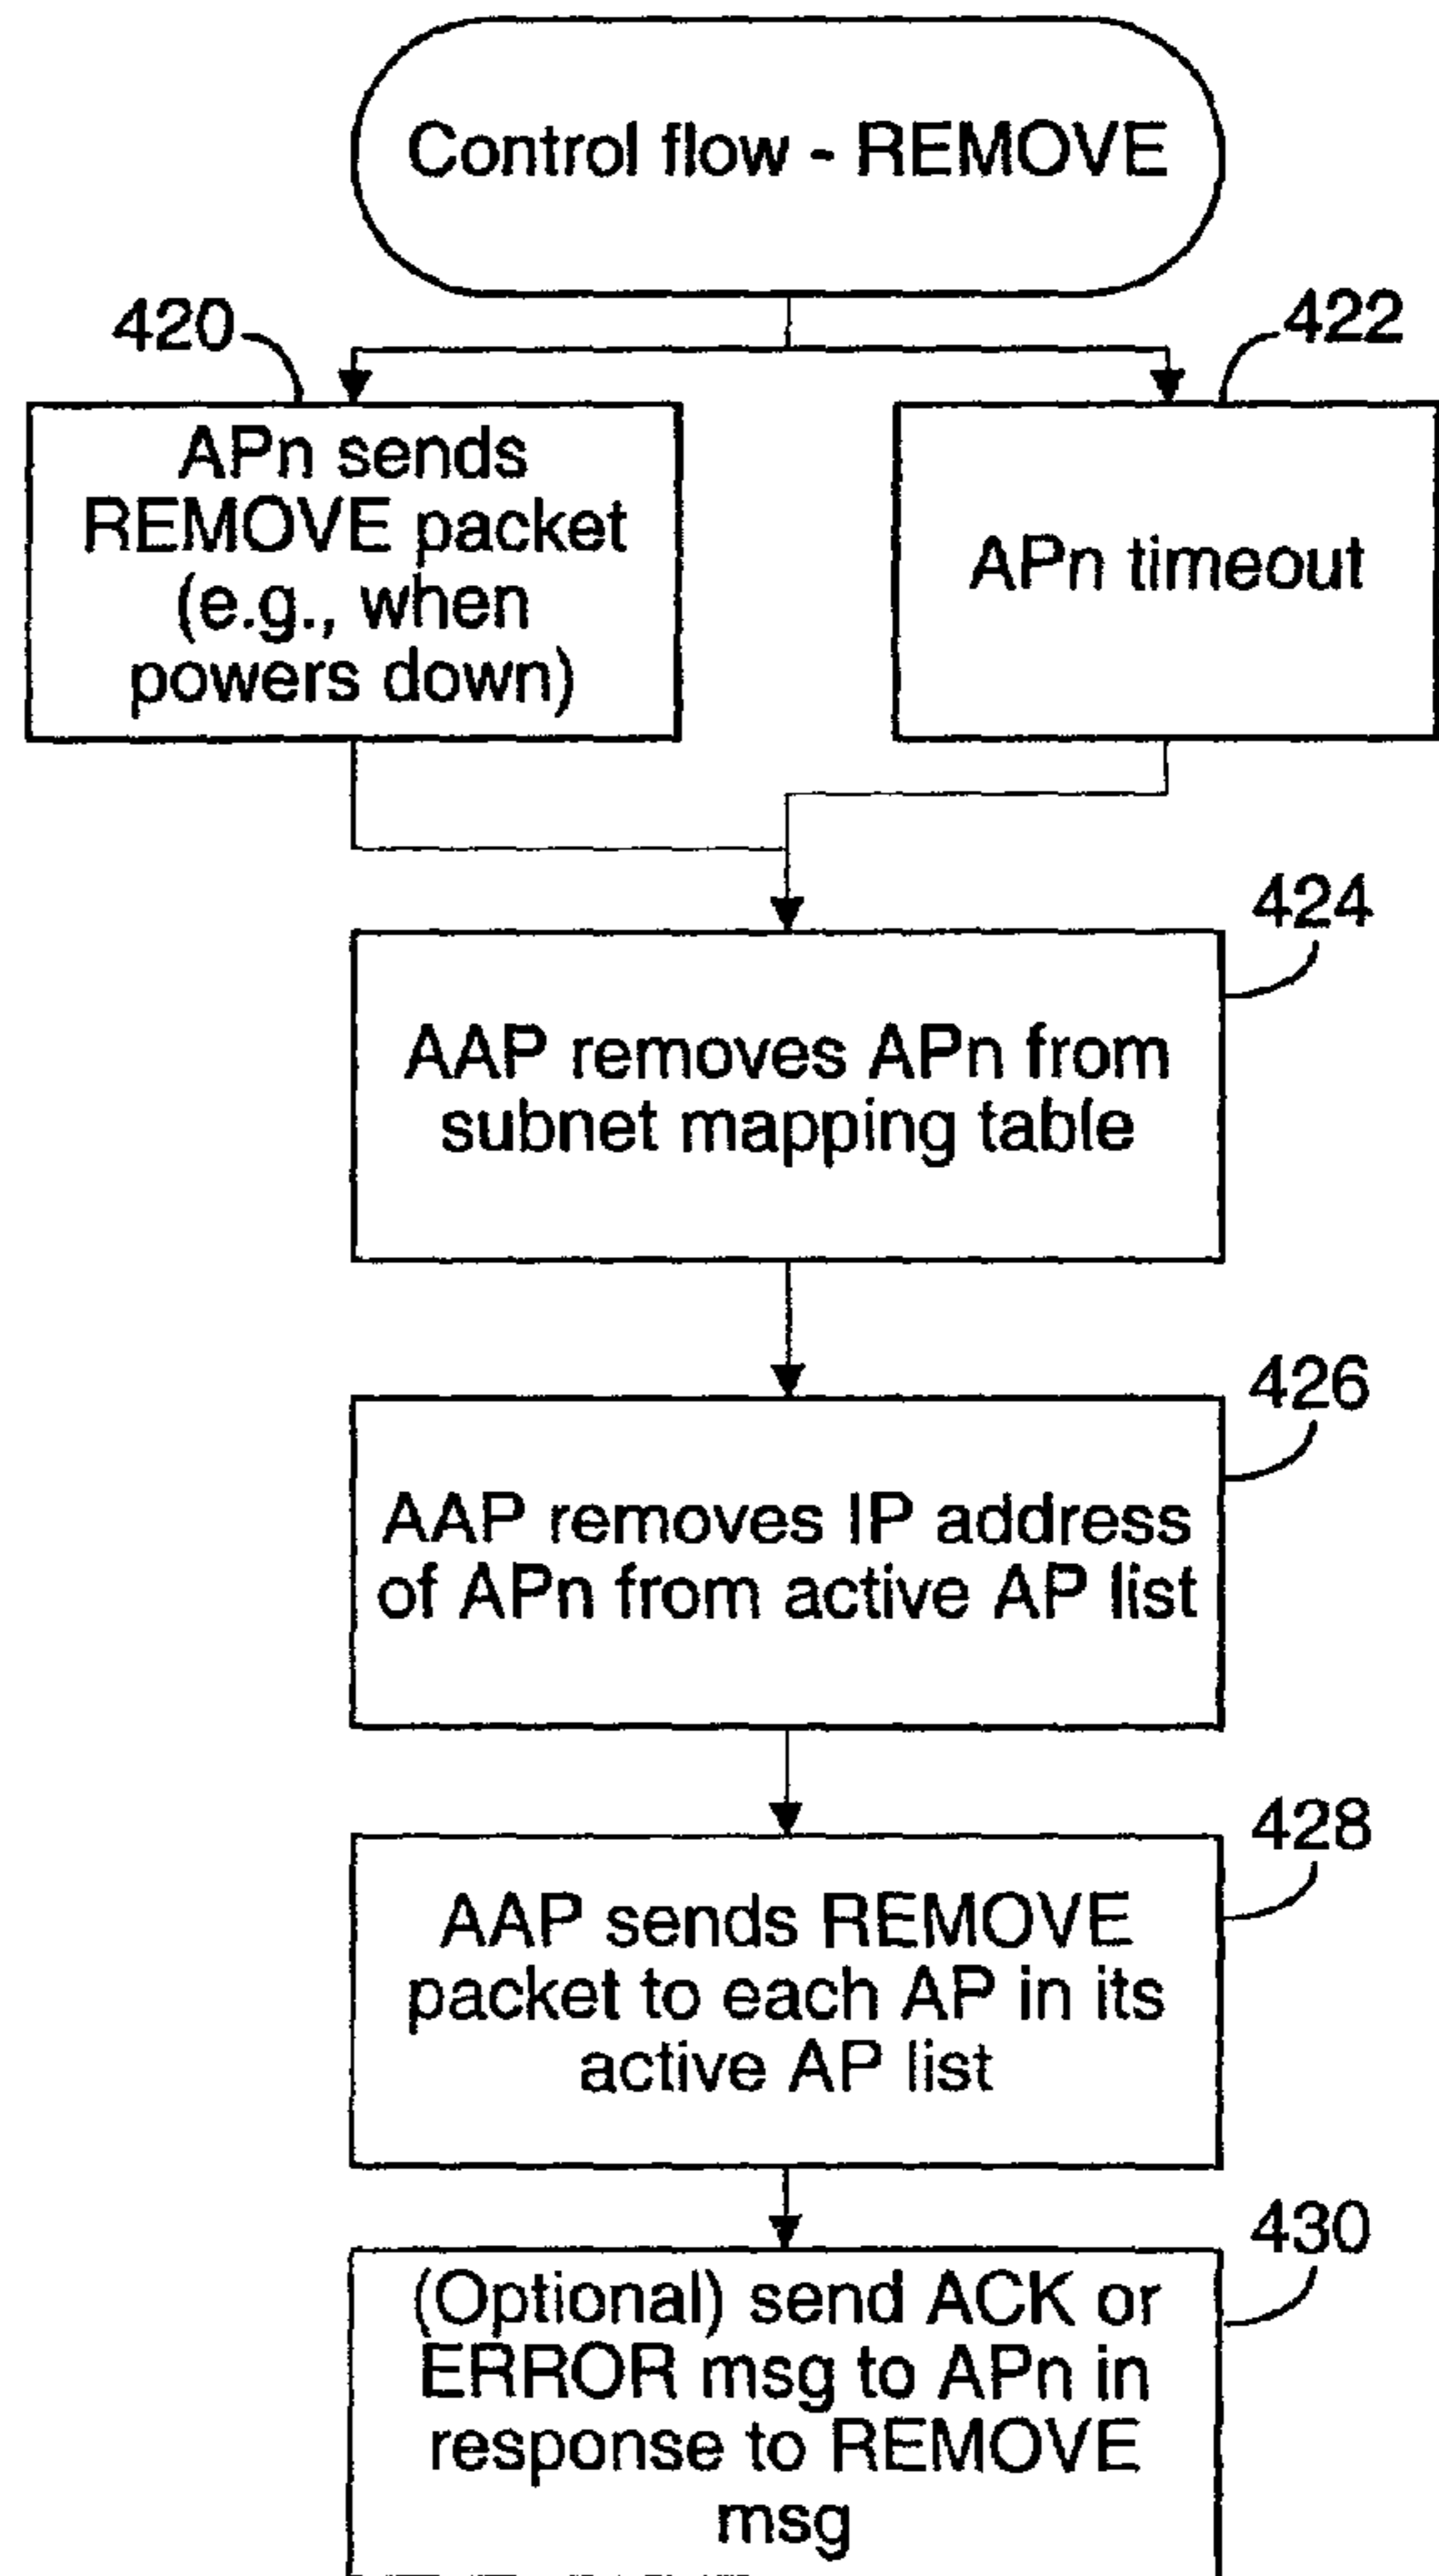 Control flow - REMOVE
420
422
APn sends
REMOVE packet
(e.g., when
powers down)
APn timeout
424
AAP removes APn from
subnet mapping table
426
AAP removes IP address
of APn from active AP list
428
AAP sends REMOVE
packet to each AP in its
active AP list
430
(Optional) send ACK or
ERROR msg to APn in
response to REMOVE
msg